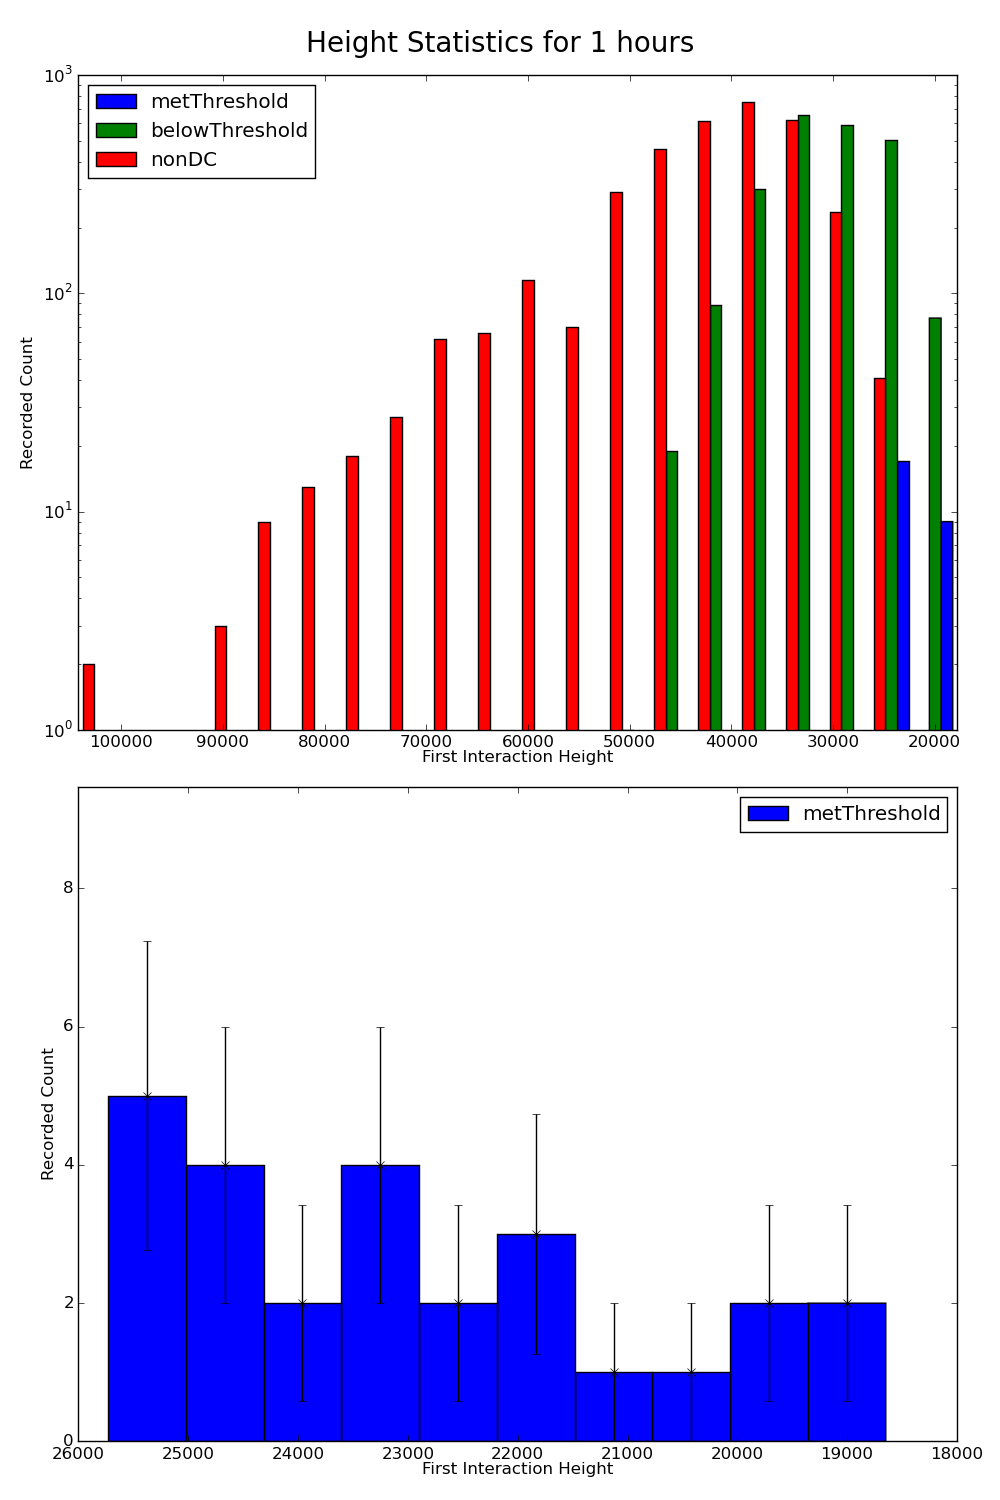 Height Statistics for 1 hours
10^3
metThreshold
belowThreshold
nonDC
10^2
Recorded Count
10^1
10^0
100000 90000 80000 70000 60000 50000 40000 30000 20000
First Interaction Height
metThreshold
8
6
Recorded Count
4
2
0
26000 25000 24000 23000 22000 21000 20000 19000 18000
First Interaction Height